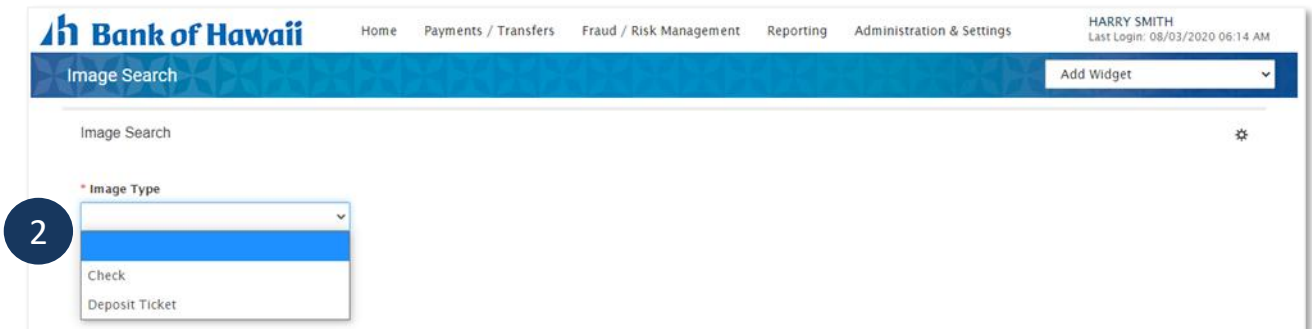 Bank of Hawaii
Home Payments / Transfers Fraud / Risk Management Reporting Administration & Settings
HARRY SMITH
Last Login: 08/03/2020 06:14 AM
Image Search
Add Widget
Image Search
* Image Type
2
Check
Deposit Ticket